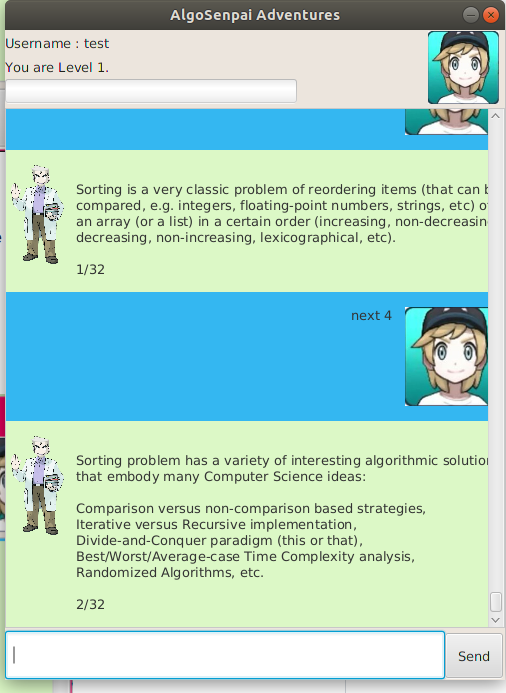 AlgoSenpai Adventures
Username : test
You are Level 1.
Sorting is a very classic problem of reordering items (that can
compared, e.g. integers, floating-point numbers, strings, etc)
an array (or a list) in a certain order (increasing, non-decreasin
decreasing, non-increasing, lexicographical, etc).
1/32
next 4
Sorting problem has a variety of interesting algorithmic solution
that embody many Computer Science ideas:
Comparison versus non-comparison based strategies,
Iterative versus Recursive implementation,
Divide-and-Conquer paradigm (this or that),
Best/Worst/Average-case Time Complexity analysis,
Randomized Algorithms, etc.
2/32
Send